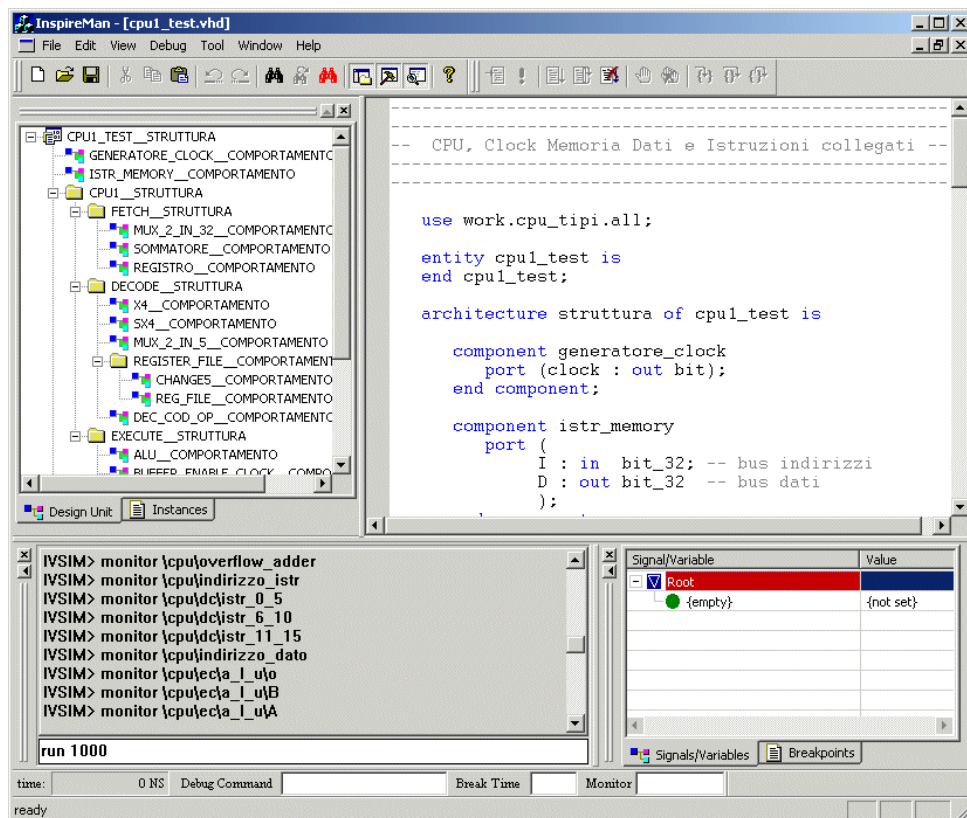 InspireMan - [cpu1_test.vhd]
File Edit View Debug Tool Window Help
CPU1_TEST__STRUTTURA
GENERATORE_CLOCK__COMPORTAMENTO
ISTR_MEMORY__COMPORTAMENTO
CPU1__STRUTTURA
FETCH__STRUTTURA
MUX_2_IN_32__COMPORTAMENTO
SOMMATORE__COMPORTAMENTO
REGISTRO__COMPORTAMENTO
DECODE__STRUTTURA
X4__COMPORTAMENTO
SX4__COMPORTAMENTO
MUX_2_IN_5__COMPORTAMENTO
REGISTER_FILE__COMPORTAMENT
CHANGE5__COMPORTAMENTO
REG_FILE__COMPORTAMENTO
DEC_COD_OP__COMPORTAMENTO
EXECUTE__STRUTTURA
ALU__COMPORTAMENTO
BUFFER_ENABLE_CLOCK__COMPO
Design Unit Instances
------------------------------------------------------
------------------------------------------------------
-- CPU, Clock Memoria Dati e Istruzioni collegati --
------------------------------------------------------
------------------------------------------------------
use work.cpu_tipi.all;
entity cpu1_test is
end cpu1_test;
architecture struttura of cpu1_test is
component generatore_clock
port (clock : out bit);
end component;
component istr_memory
port (
I : in bit_32; -- bus indirizzi
D : out bit_32 -- bus dati
);
IVSIM> monitor \cpu\overflow_adder
IVSIM> monitor \cpu\indirizzo_istr
IVSIM> monitor \cpu\dc\istr_0_5
IVSIM> monitor \cpu\dc\istr_6_10
IVSIM> monitor \cpu\dc\istr_11_15
IVSIM> monitor \cpu\indirizzo_dato
IVSIM> monitor \cpu\ec\a_l_u\o
IVSIM> monitor \cpu\ec\a_l_u\B
IVSIM> monitor \cpu\ec\a_l_u\A
run 1000
Signal/Variable Value
Root
{empty} {not set}
Signals/Variables Breakpoints
time: 0 NS Debug Command Break Time Monitor
ready